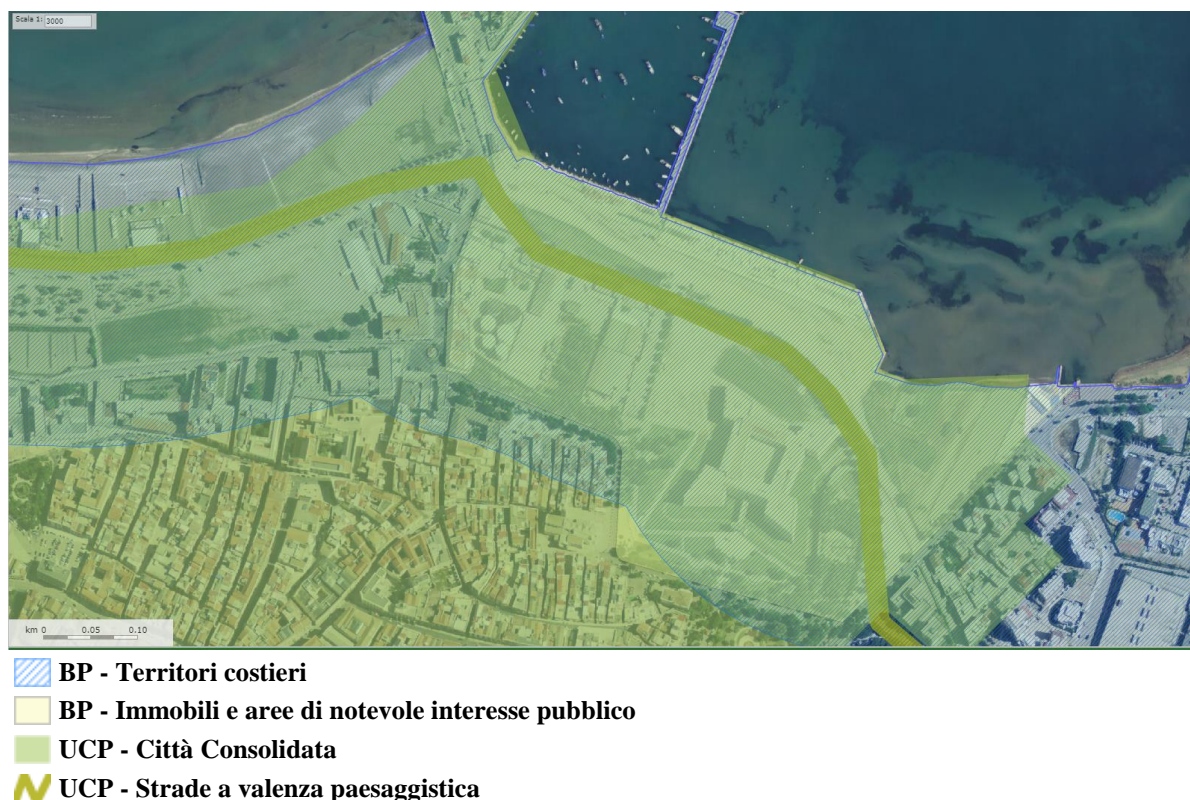 Scala 1: 3000
km 0 0.05 0.10
BP - Territori costieri
BP - Immobili e aree di notevole interesse pubblico
UCP - Città Consolidata
UCP - Strade a valenza paesaggistica